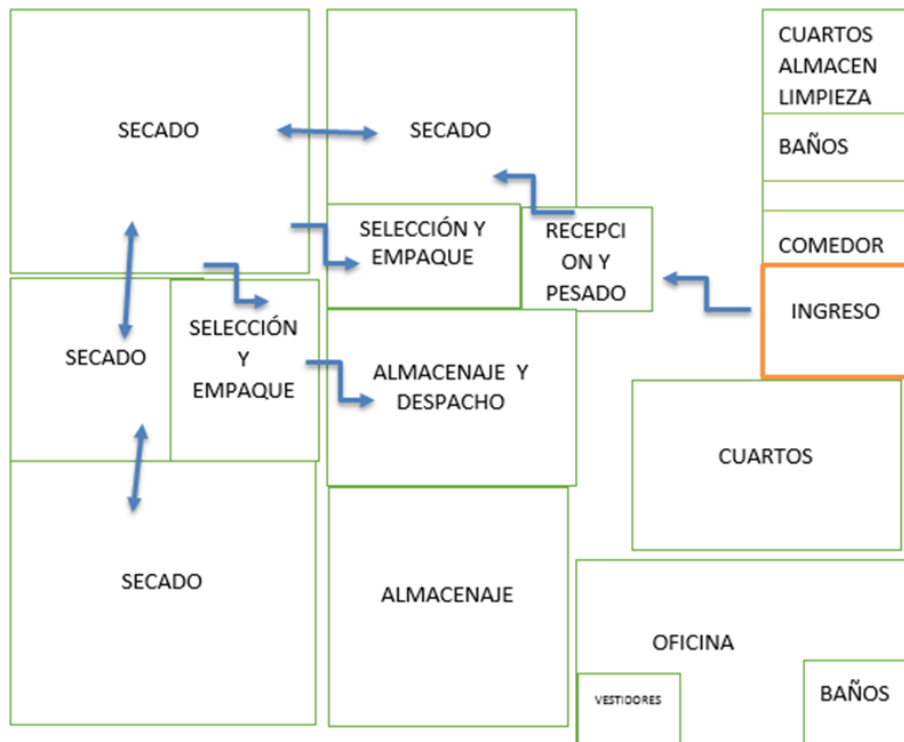 CUARTOS
ALMACEN
LIMPIEZA
SECADO
SECADO
BAÑOS
SELECCIÓN Y
EMPAQUE
RECEPCI
ON Y
PESADO
COMEDOR
INGRESO
SECADO
SELECCIÓN
Y
EMPAQUE
ALMACENAJE Y
DESPACHO
CUARTOS
SECADO
ALMACENAJE
OFICINA
VESTIDORES
BAÑOS